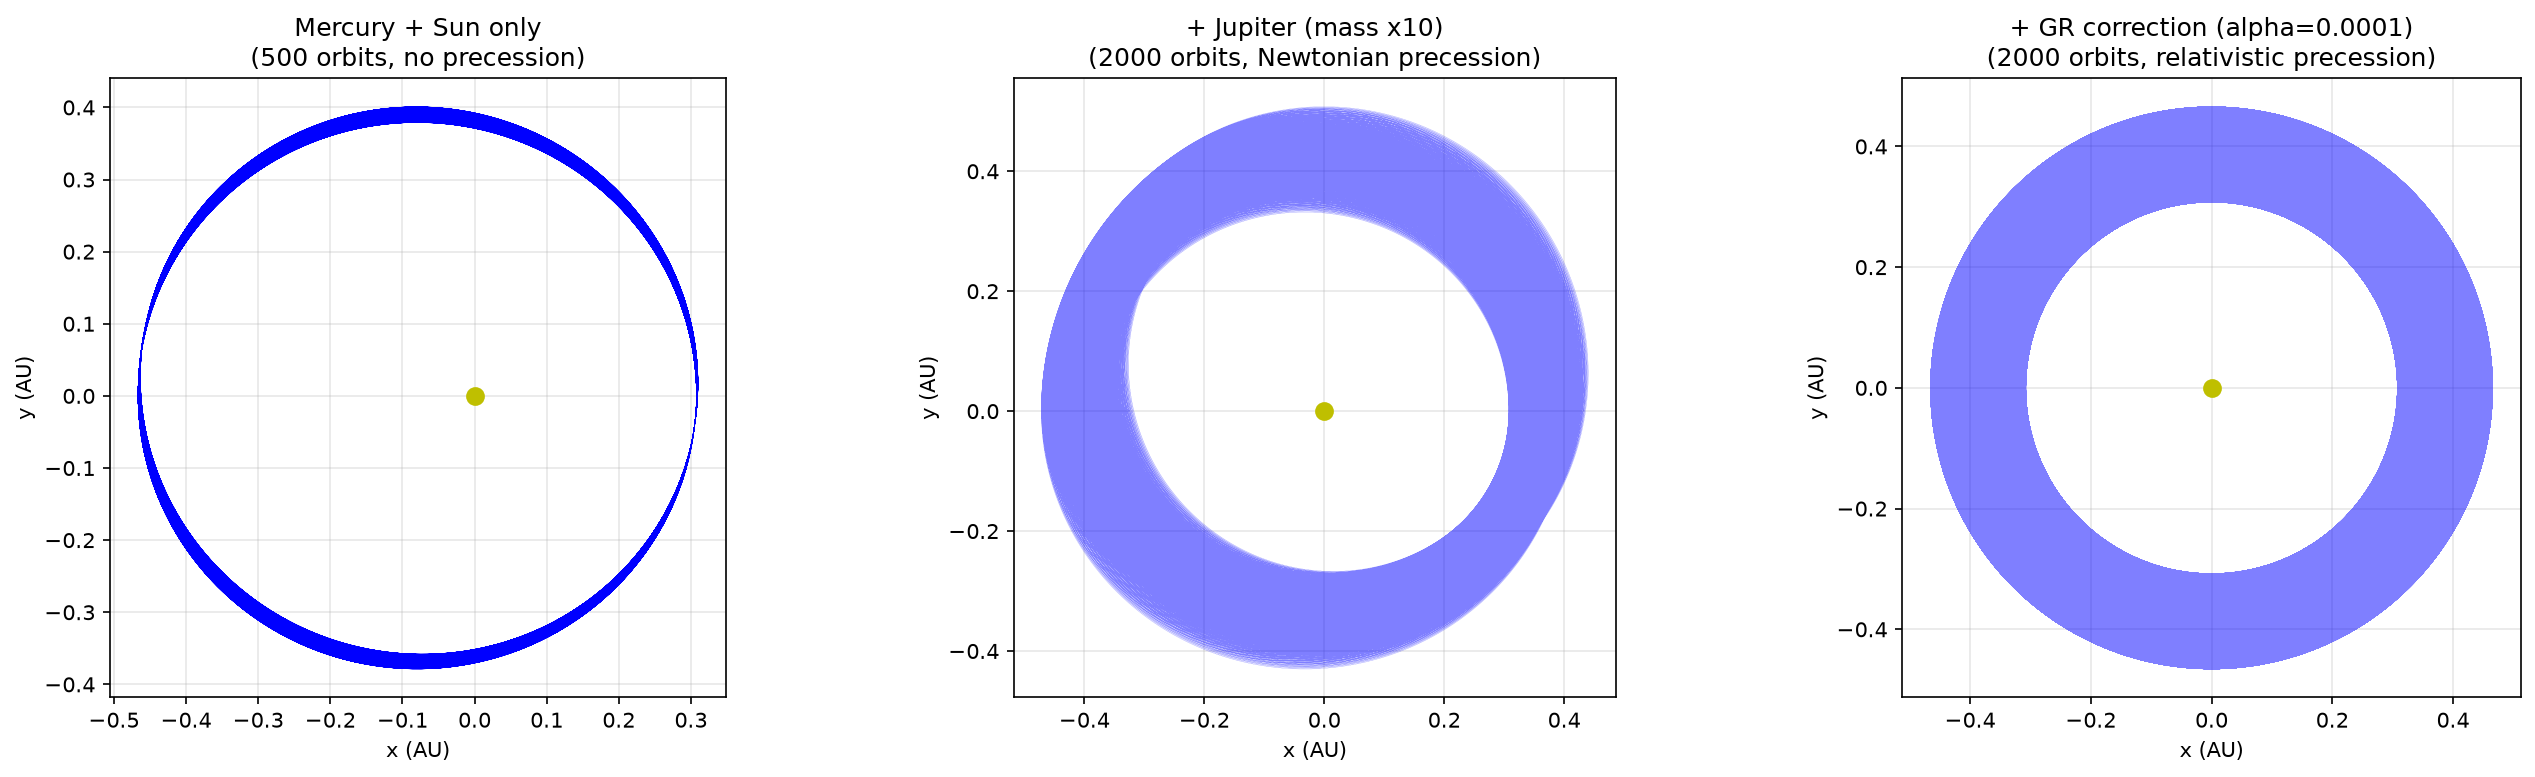 Mercury + Sun only
(500 orbits, no precession)
0.4
0.3
0.2
0.1
0.0
−0.1
−0.2
−0.3
−0.4
y (AU)
−0.5 −0.4 −0.3 −0.2 −0.1 0.0 0.1 0.2 0.3
x (AU)
+ Jupiter (mass x10)
(2000 orbits, Newtonian precession)
0.4
0.2
0.0
−0.2
−0.4
y (AU)
−0.4 −0.2 0.0 0.2 0.4
x (AU)
+ GR correction (alpha=0.0001)
(2000 orbits, relativistic precession)
0.4
0.2
0.0
−0.2
−0.4
y (AU)
−0.4 −0.2 0.0 0.2 0.4
x (AU)